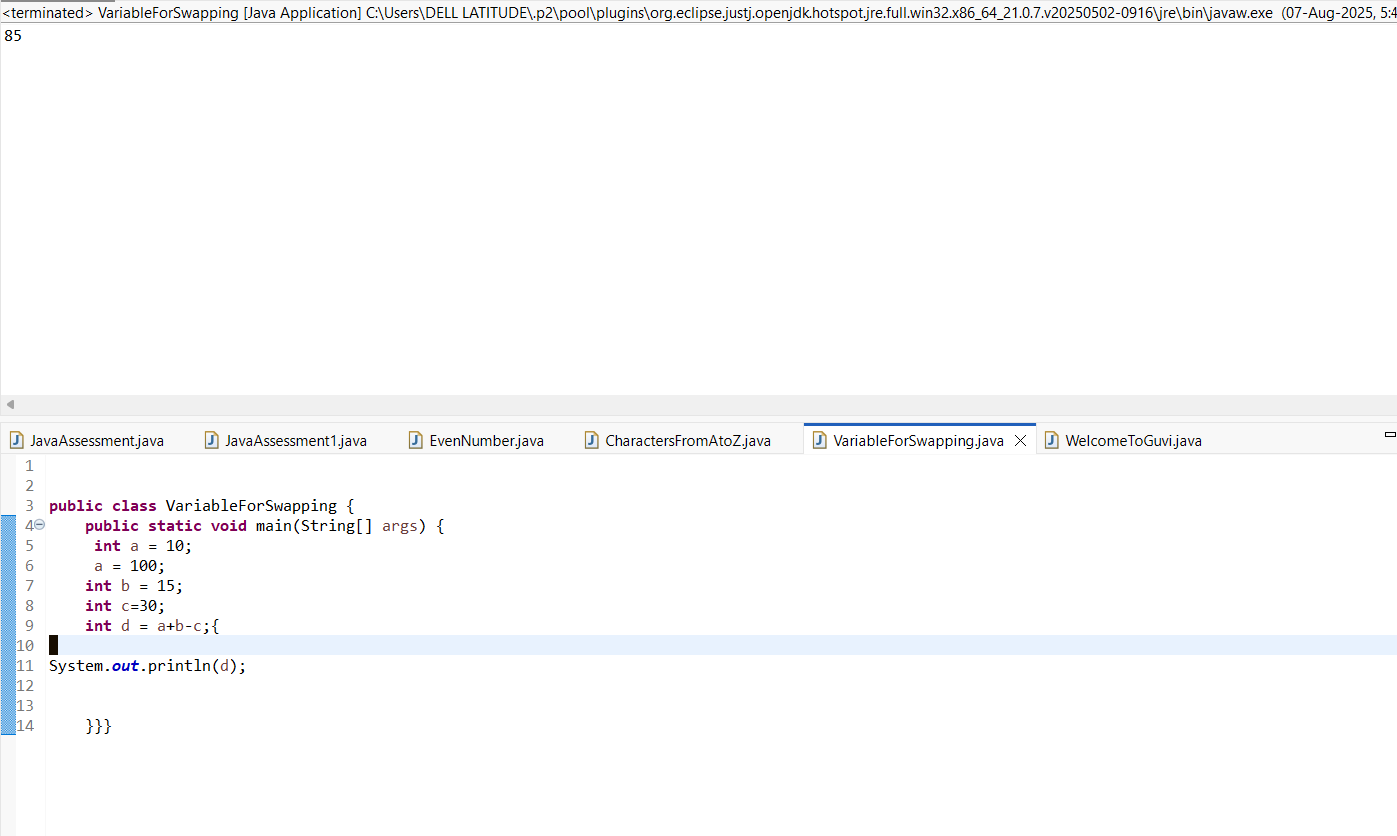 <terminated> VariableForSwapping [Java Application] C:\Users\DELL LATITUDE\.p2\pool\plugins\org.eclipse.justj.openjdk.hotspot.jre.full.win32.x86_64_21.0.7.v20250502-0916\jre\bin\javaw.exe (07-Aug-2025, 5:4
85
JavaAssessment.java JavaAssessment1.java EvenNumber.java CharactersFromAtoZ.java VariableForSwapping.java WelcomeToGuvi.java
1
2
3 public class VariableForSwapping {
4 public static void main(String[] args) {
5 int a = 10;
6 a = 100;
7 int b = 15;
8 int c=30;
9 int d = a+b-c;{
10
11 System.out.println(d);
12
13
14 }}}